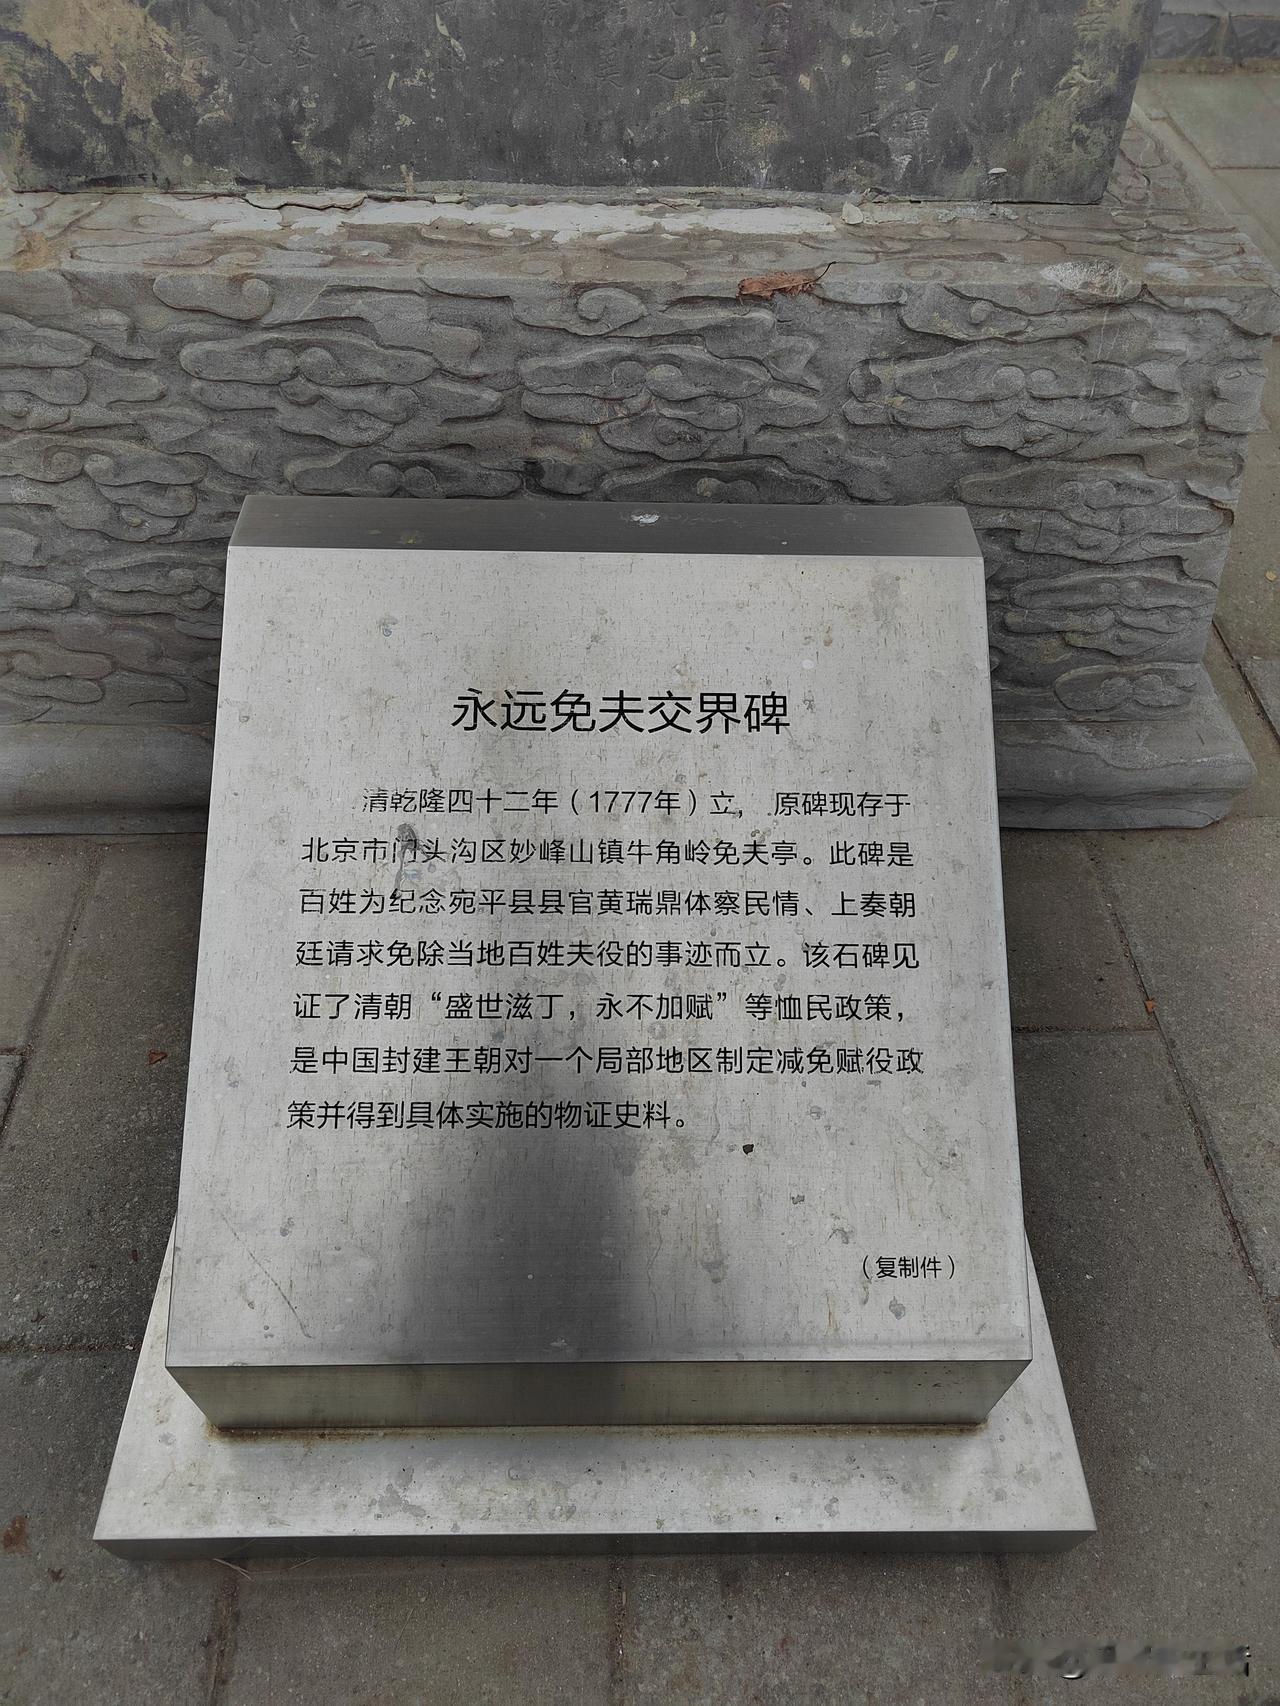 永远免夫交界碑
清乾隆四十二年（1777年）立，原碑现存于
北京市门头沟区妙峰山镇牛角岭免夫亭。此碑是
百姓为纪念宛平县县官黄瑞鼎体察民情、上奏朝
廷请求免除当地百姓夫役的事迹而立。该石碑见
证了清朝“盛世滋丁，永不加赋”等恤民政策，
是中国封建王朝对一个局部地区制定减免赋役政
策并得到具体实施的物证史料。
（复制件）